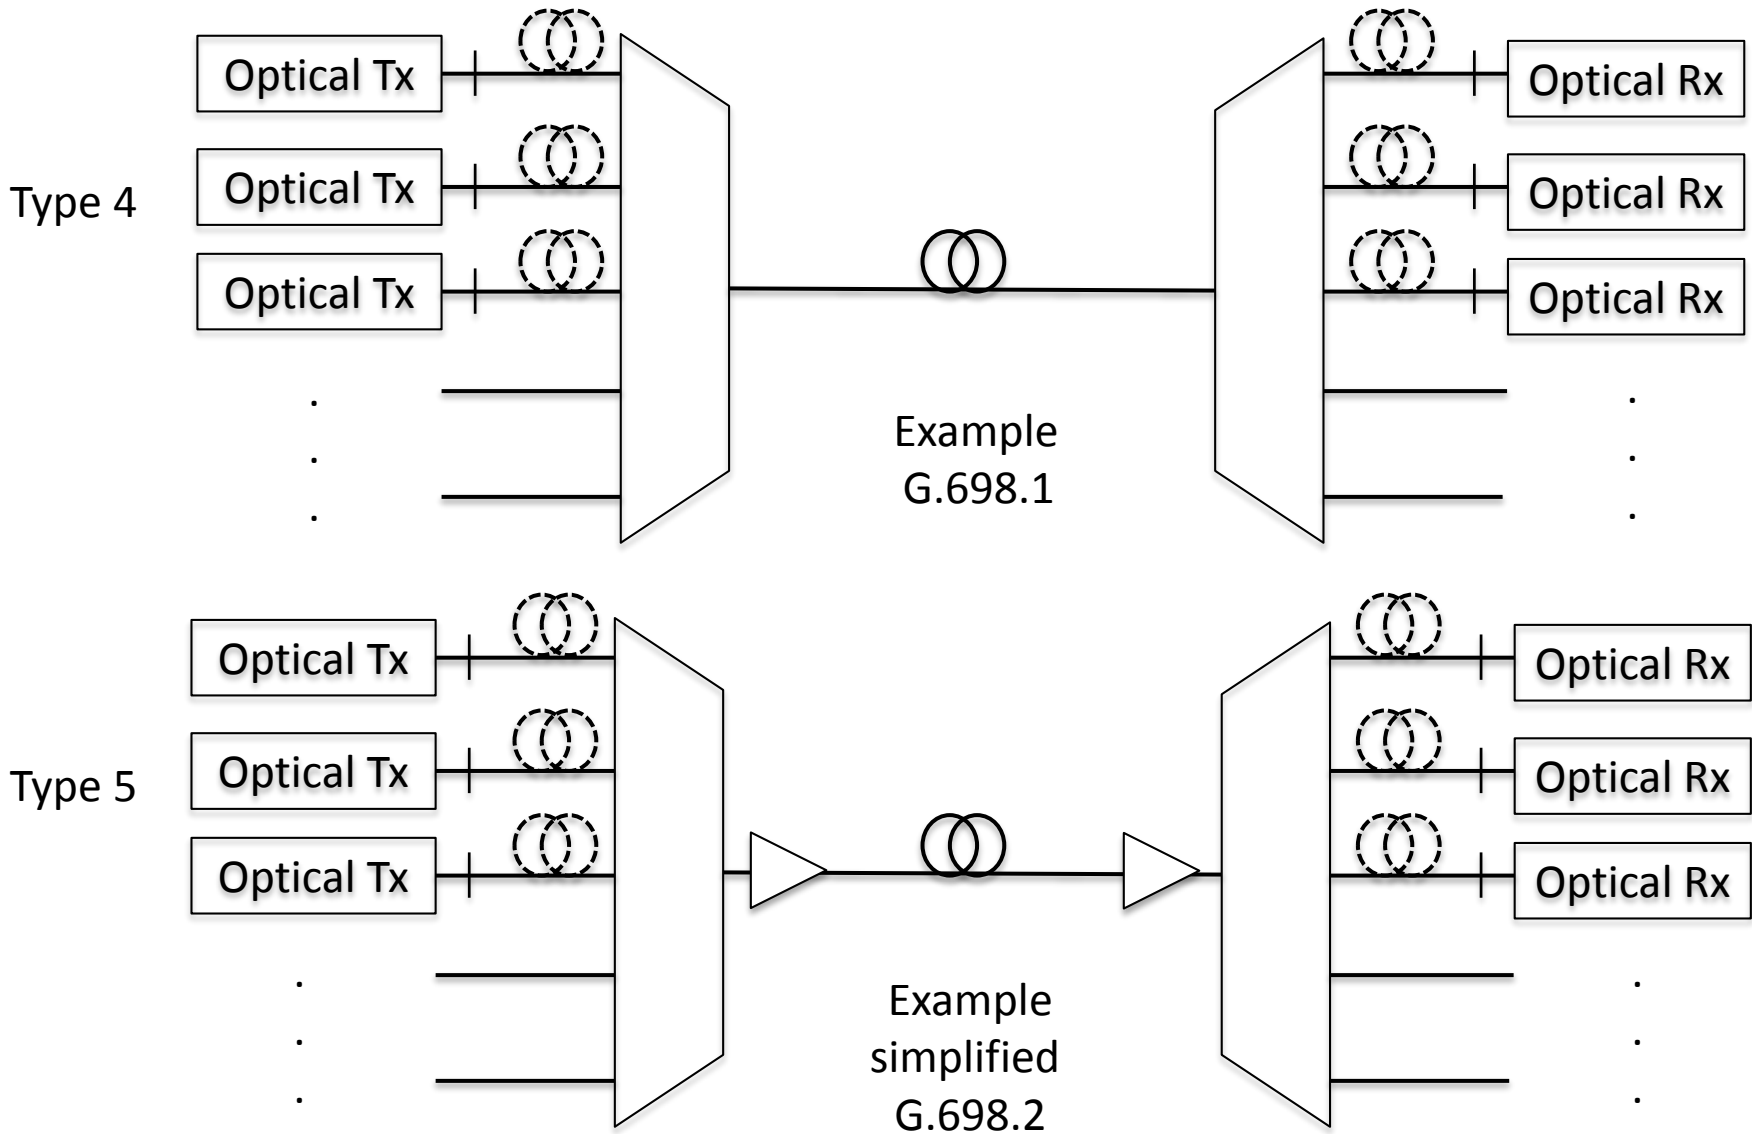 Optical Tx
Optical Rx
Optical Tx
Optical Rx
Type 4
Optical Tx
Optical Rx
.
.
Example
.
.
G.698.1
.
.
Optical Tx
Optical Rx
Optical Tx
Optical Rx
Type 5
Optical Tx
Optical Rx
.
.
Example
.
.
simplified
.
.
G.698.2